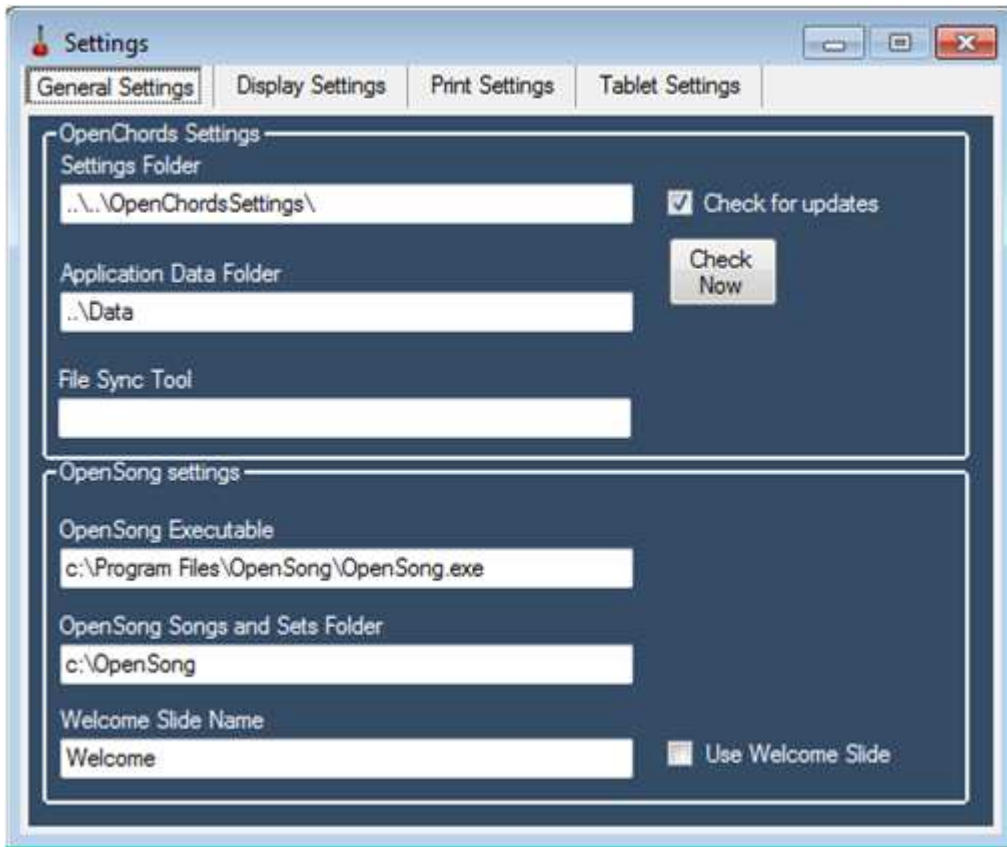 Settings
General Settings Display Settings Print Settings Tablet Settings
OpenChords Settings
Settings Folder
..\..\OpenChordsSettings\
Check for updates
Check
Now
Application Data Folder
..\Data
File Sync Tool
OpenSong settings
OpenSong Executable
c:\Program Files\OpenSong\OpenSong.exe
OpenSong Songs and Sets Folder
c:\OpenSong
Welcome Slide Name
Welcome
Use Welcome Slide